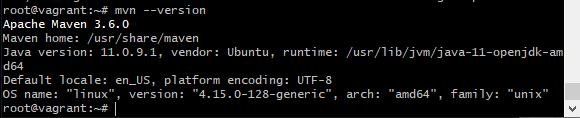 root@vagrant:~# mvn --version
Apache Maven 3.6.0
Maven home: /usr/share/maven
Java version: 11.0.9.1, vendor: Ubuntu, runtime: /usr/lib/jvm/java-11-openjdk-am
d64
Default locale: en_US, platform encoding: UTF-8
OS name: "linux", version: "4.15.0-128-generic", arch: "amd64", family: "unix"
root@vagrant:~#